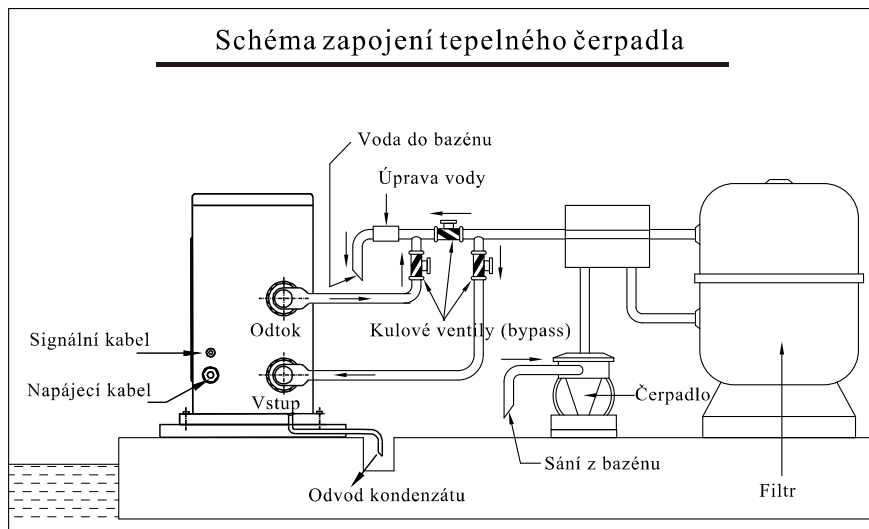 Schéma zapojení tepelného čerpadla
Voda do bazénu
Úprava vody
Odtok
Kulové ventily (bypass)
Signální kabel
Napájecí kabel
Vstup
Čerpadlo
Sání z bazénu
Odvod kondenzátu
Filtr